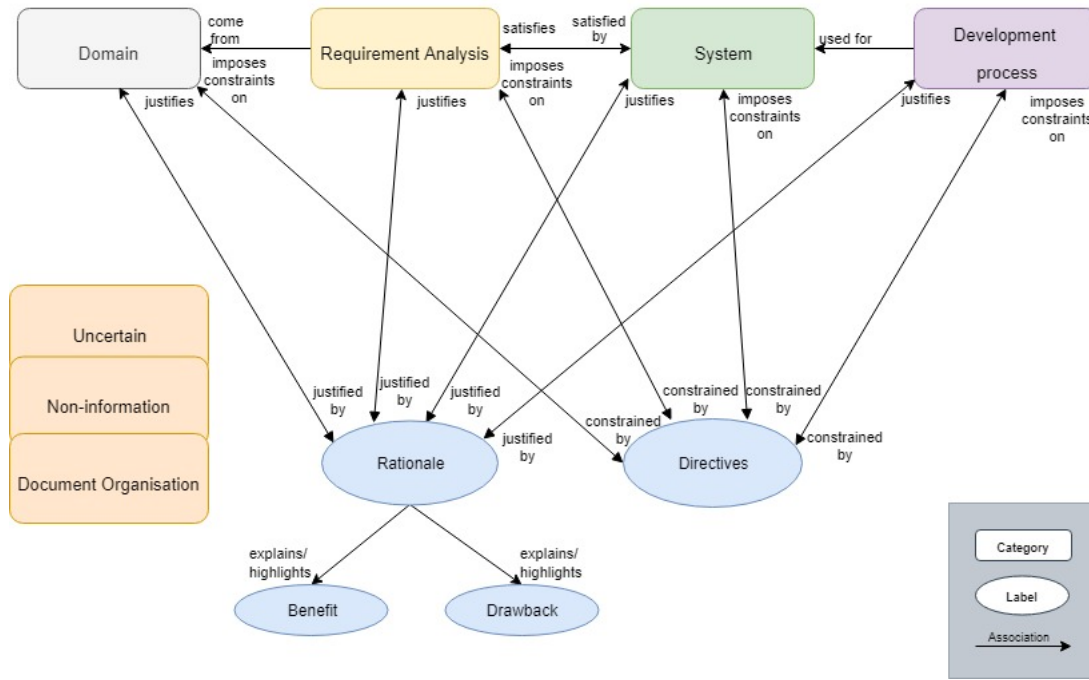 Domain
come
from
Requirement Analysis
satisfies
satisfied
by
System
used for
Development
process
imposes
constraints
on
justifies
justifies
imposes
constraints
on
justifies
imposes
constraints
on
justifies
imposes
constraints
on
Uncertain
Non-information
Document Organisation
justified
by
justified
by
justified
by
justified
by
constrained
by
constrained
by
constrained
by
constrained
by
Rationale
Directives
explains/
highlights
explains/
highlights
Benefit
Drawback
Category
Label
Association